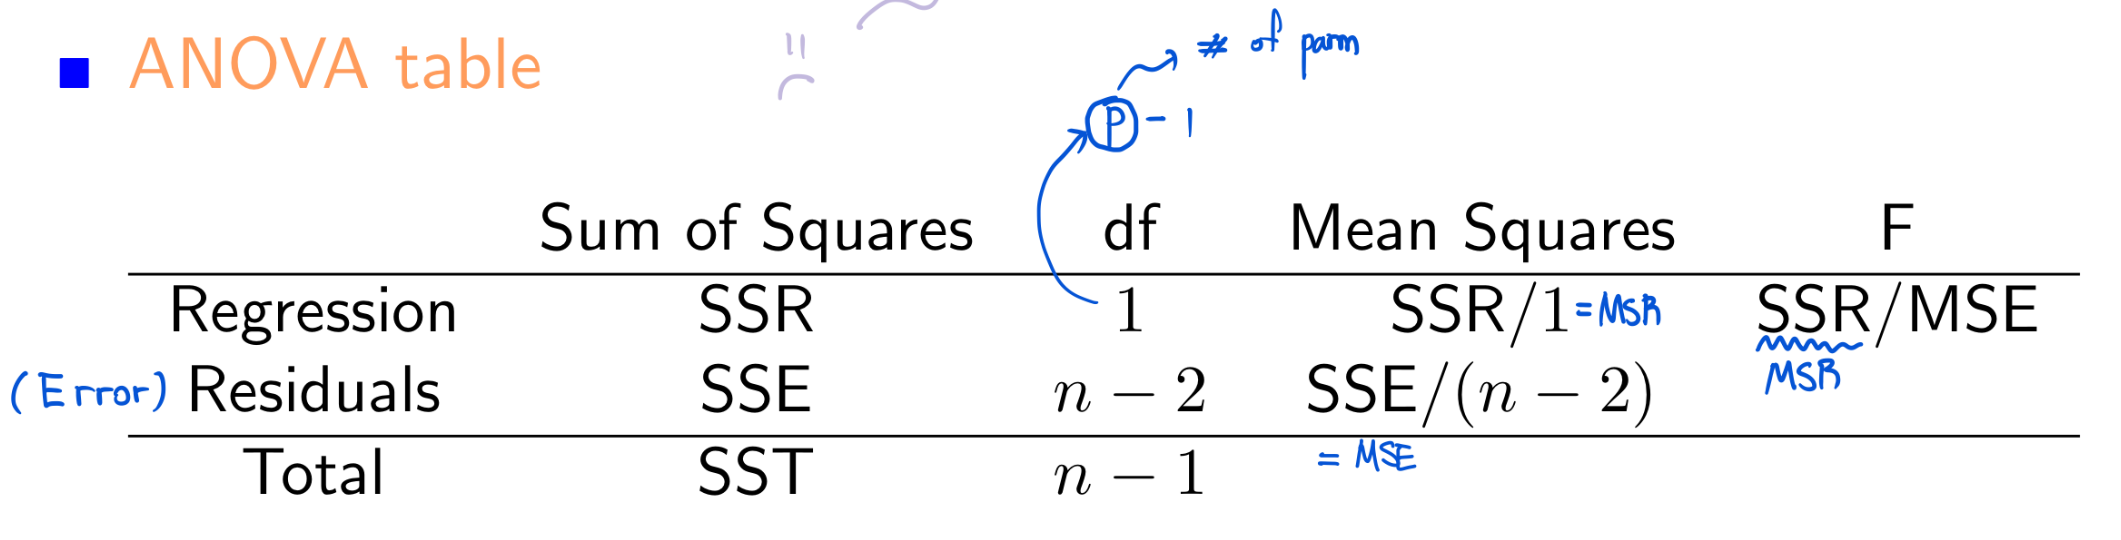 ANOVA table
# of parm
P - 1
Sum of Squares df Mean Squares F
Regression SSR 1 SSR/1 = MSR SSR/MSE
MSR
(Error) Residuals SSE n − 2 SSE/(n − 2)
= MSE
Total SST n − 1